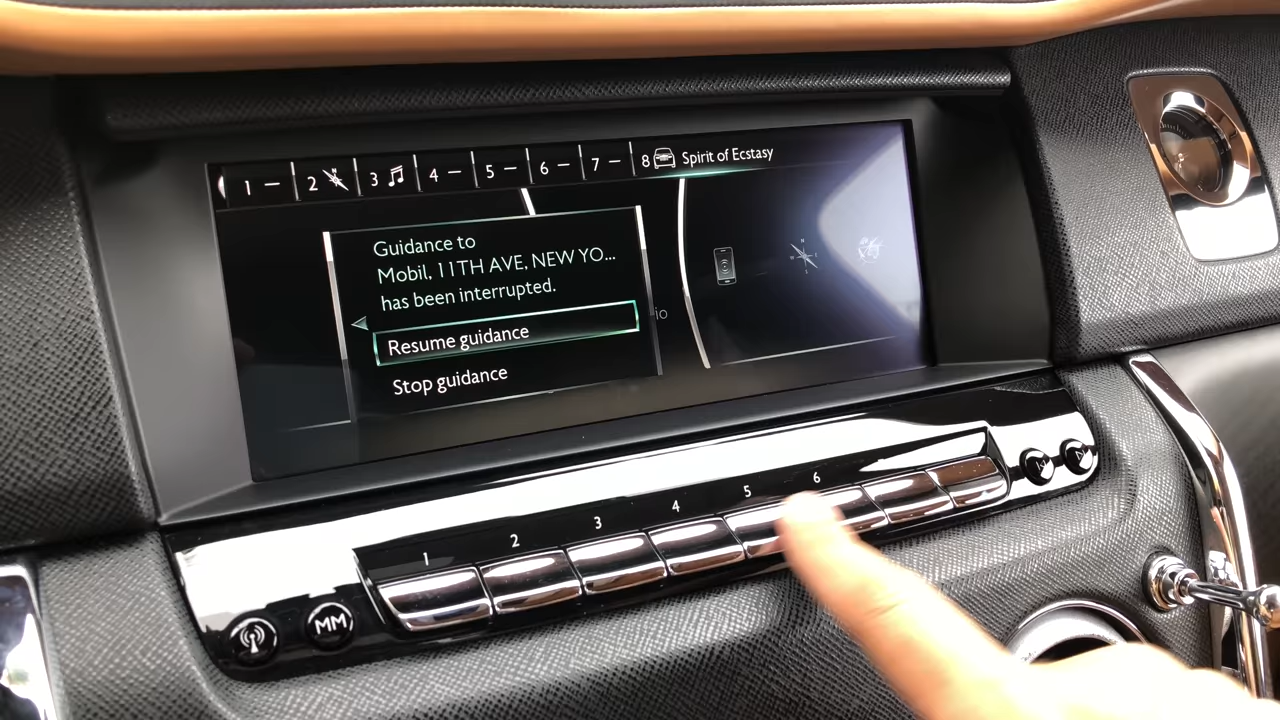 1 — 2 3 4 — 5 — 6 — 7 — 8 Spirit of Ecstasy
Guidance to
Mobil, 11TH AVE, NEW YO...
has been interrupted.
io
Resume guidance
Stop guidance
1 2 3 4 5 6
MM